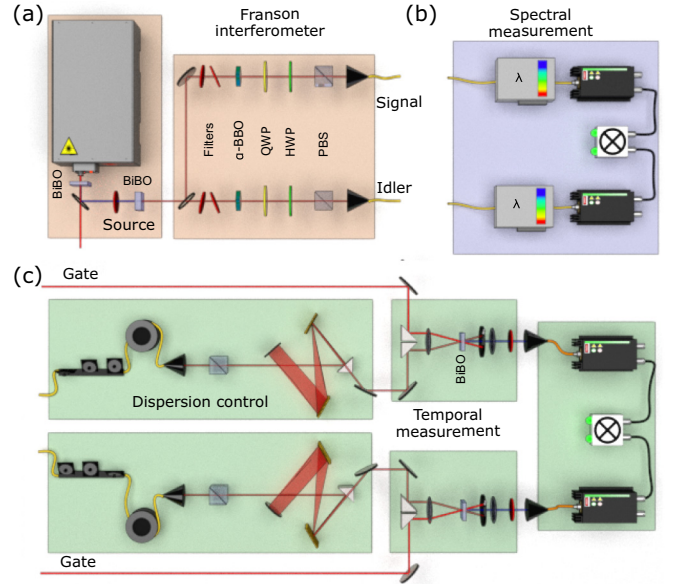 (a)
Franson
interferometer
Signal
Filters
α-BBO
QWP
HWP
PBS
BiBO
BiBO
Source
Idler
(b)
Spectral
measurement
λ
λ
(c)
Gate
Dispersion control
BiBO
Temporal
measurement
BiBO
Gate